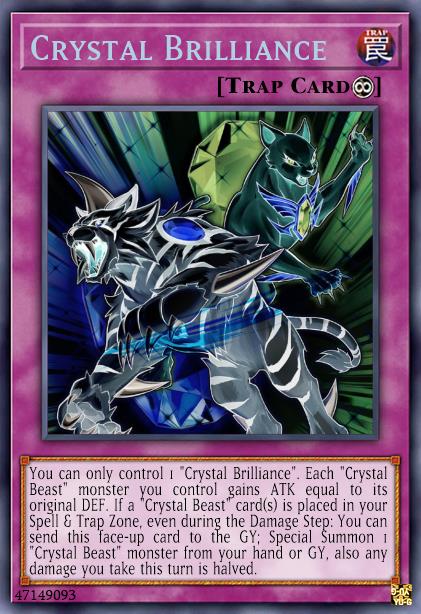 CRYSTAL BRILLIANCE
TRAP
罠
[TRAP CARD♾]
You can only control 1 "Crystal Brilliance". Each "Crystal
Beast" monster you control gains ATK equal to its
original DEF. If a "Crystal Beast" card(s) is placed in your
Spell & Trap Zone, even during the Damage Step: You can
send this face-up card to the GY; Special Summon 1
"Crystal Beast" monster from your hand or GY, also any
damage you take this turn is halved.
47149093